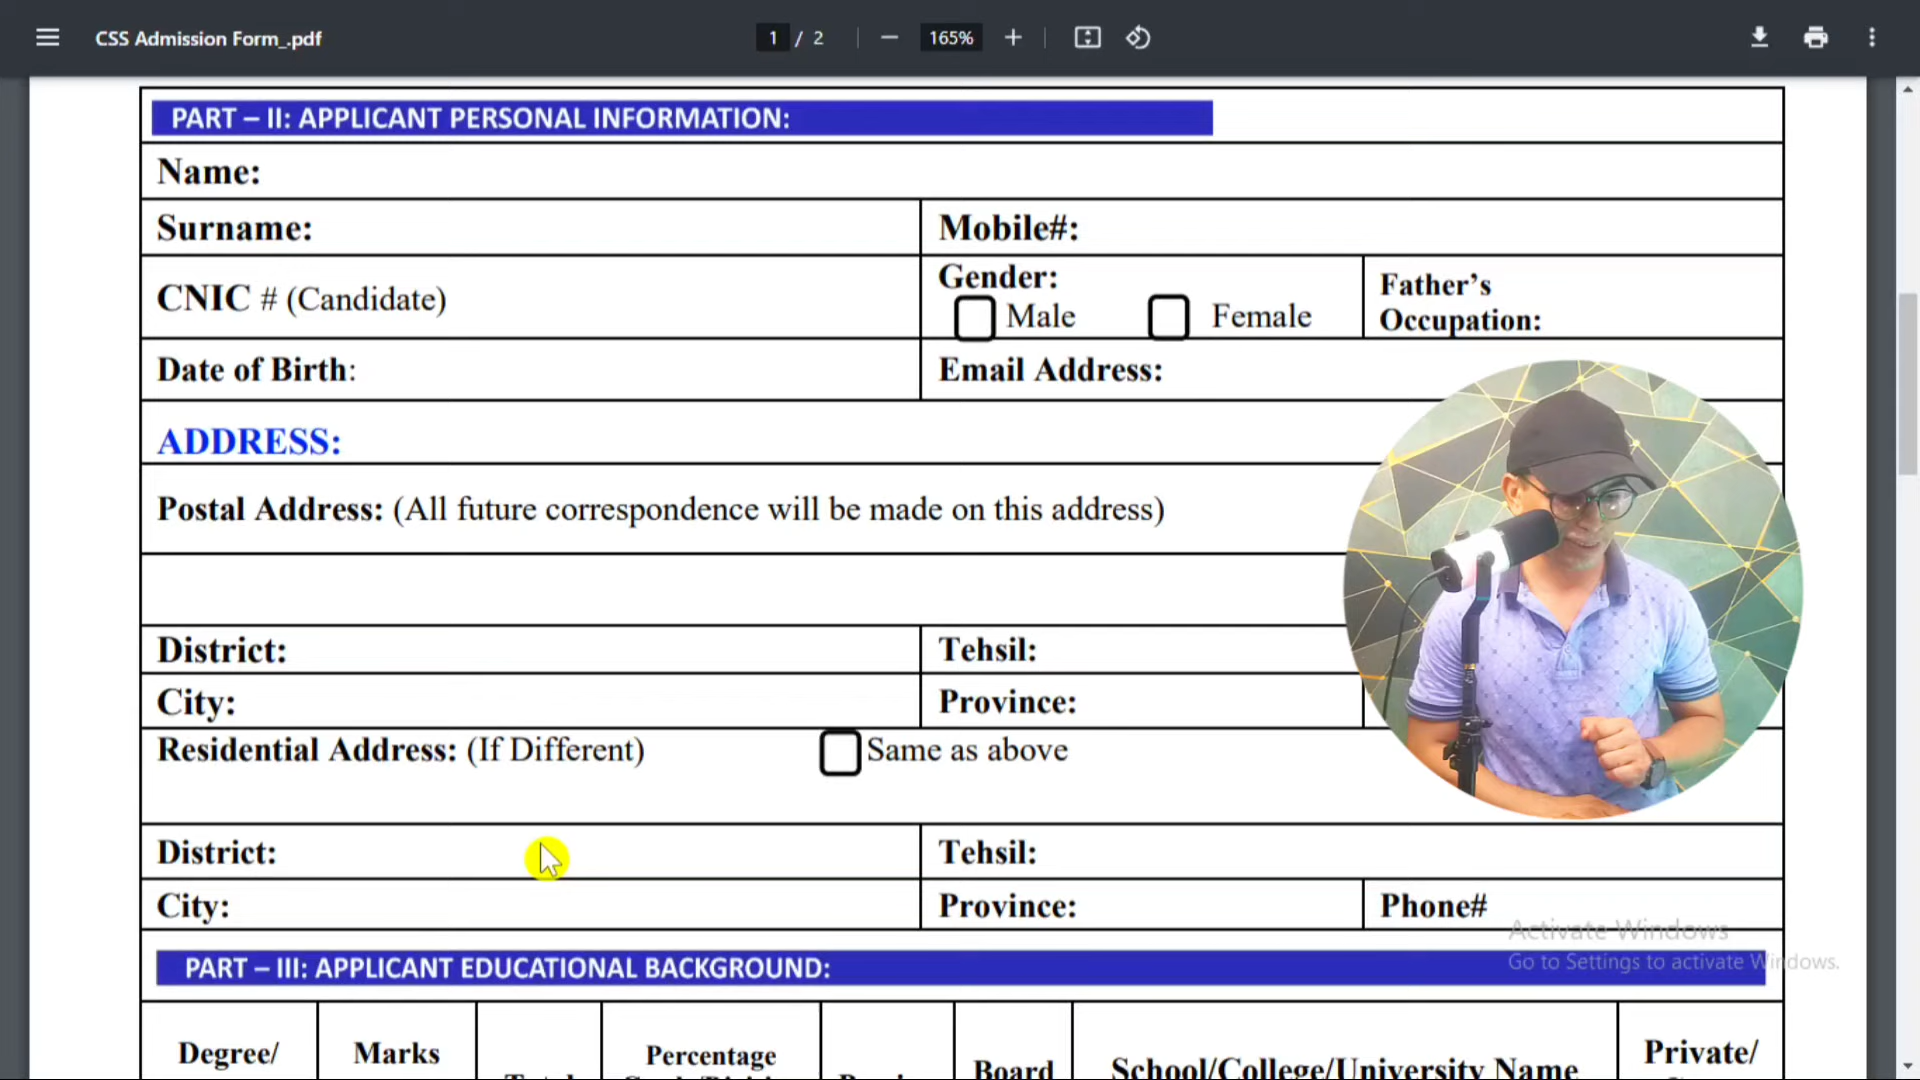 CSS Admission Form_.pdf
1 / 2
165%
PART – II: APPLICANT PERSONAL INFORMATION:
Name:
Surname:
Mobile#:
CNIC # (Candidate)
Gender:
Male
Female
Father's
Occupation:
Date of Birth:
Email Address:
ADDRESS:
Postal Address: (All future correspondence will be made on this address)
District:
Tehsil:
City:
Province:
Residential Address: (If Different)
Same as above
District:
Tehsil:
City:
Province:
Phone#
Activate Windows
Go to Settings to activate Windows.
PART – III: APPLICANT EDUCATIONAL BACKGROUND:
Degree/
Marks
Percentage
Board
School/College/University Name
Private/